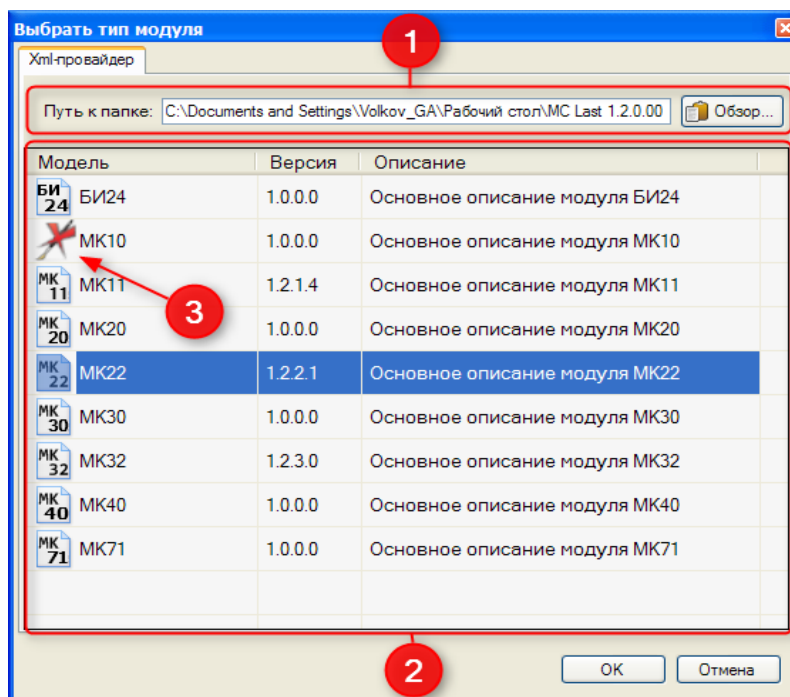 Выбрать тип модуля
1
Xml-провайдер
Путь к папке: C:\Documents and Settings\Volkov_GA\Рабочий стол\MC Last 1.2.0.00 Обзор...
Модель Версия Описание
БИ 24 БИ24 1.0.0.0 Основное описание модуля БИ24
МК10 1.0.0.0 Основное описание модуля МК10
МК 11 МК11 1.2.1.4 Основное описание модуля МК11
3
МК 20 МК20 1.0.0.0 Основное описание модуля МК20
МК 22 МК22 1.2.2.1 Основное описание модуля МК22
МК 30 МК30 1.0.0.0 Основное описание модуля МК30
МК 32 МК32 1.2.3.0 Основное описание модуля МК32
МК 40 МК40 1.0.0.0 Основное описание модуля МК40
МК 71 МК71 1.0.0.0 Основное описание модуля МК71
2
OK Отмена